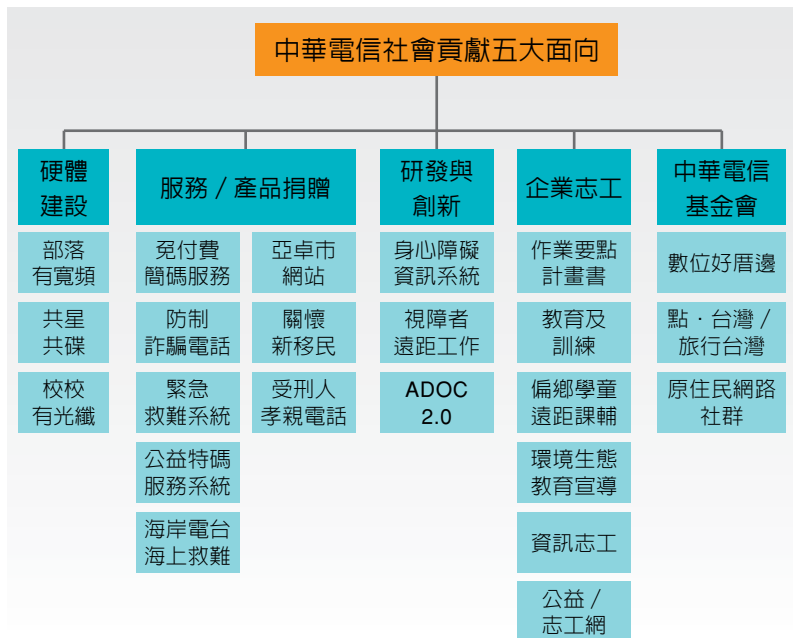 中華電信社會貢獻五大面向
硬體
建設
部落
有寬頻
共星
共碟
校校
有光纖
服務 / 產品捐贈
免付費
簡碼服務
防制
詐騙電話
緊急
救難系統
公益特碼
服務系統
海岸電台
海上救難
亞卓市
網站
關懷
新移民
受刑人
孝親電話
研發與
創新
身心障礙
資訊系統
視障者
遠距工作
ADOC
2.0
企業志工
作業要點
計畫書
教育及
訓練
偏鄉學童
遠距課輔
環境生態
教育宣導
資訊志工
公益 /
志工網
中華電信
基金會
數位好厝邊
點 · 台灣 /
旅行台灣
原住民網路
社群